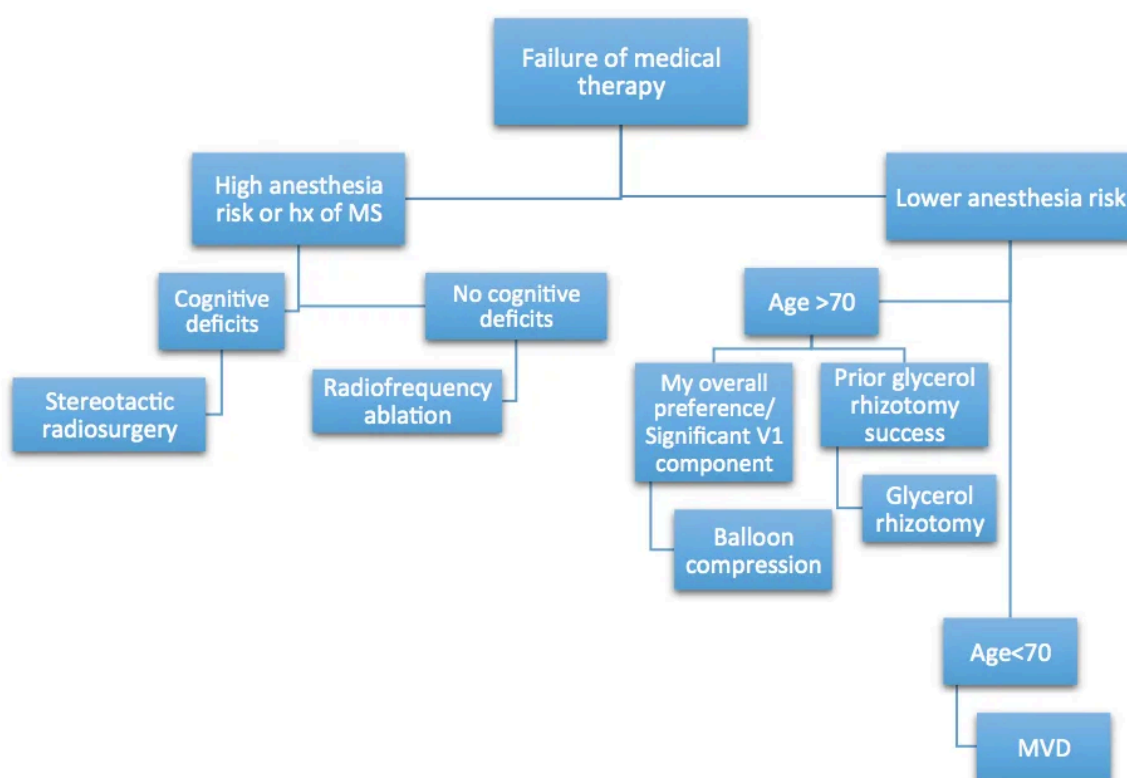 Failure of medical
therapy
High anesthesia
risk or hx of MS
Lower anesthesia risk
Cognitive
deficits
No cognitive
deficits
Age >70
Stereotactic
radiosurgery
Radiofrequency
ablation
My overall
preference/
Significant V1
component
Prior glycerol
rhizotomy
success
Balloon
compression
Glycerol
rhizotomy
Age<70
MVD